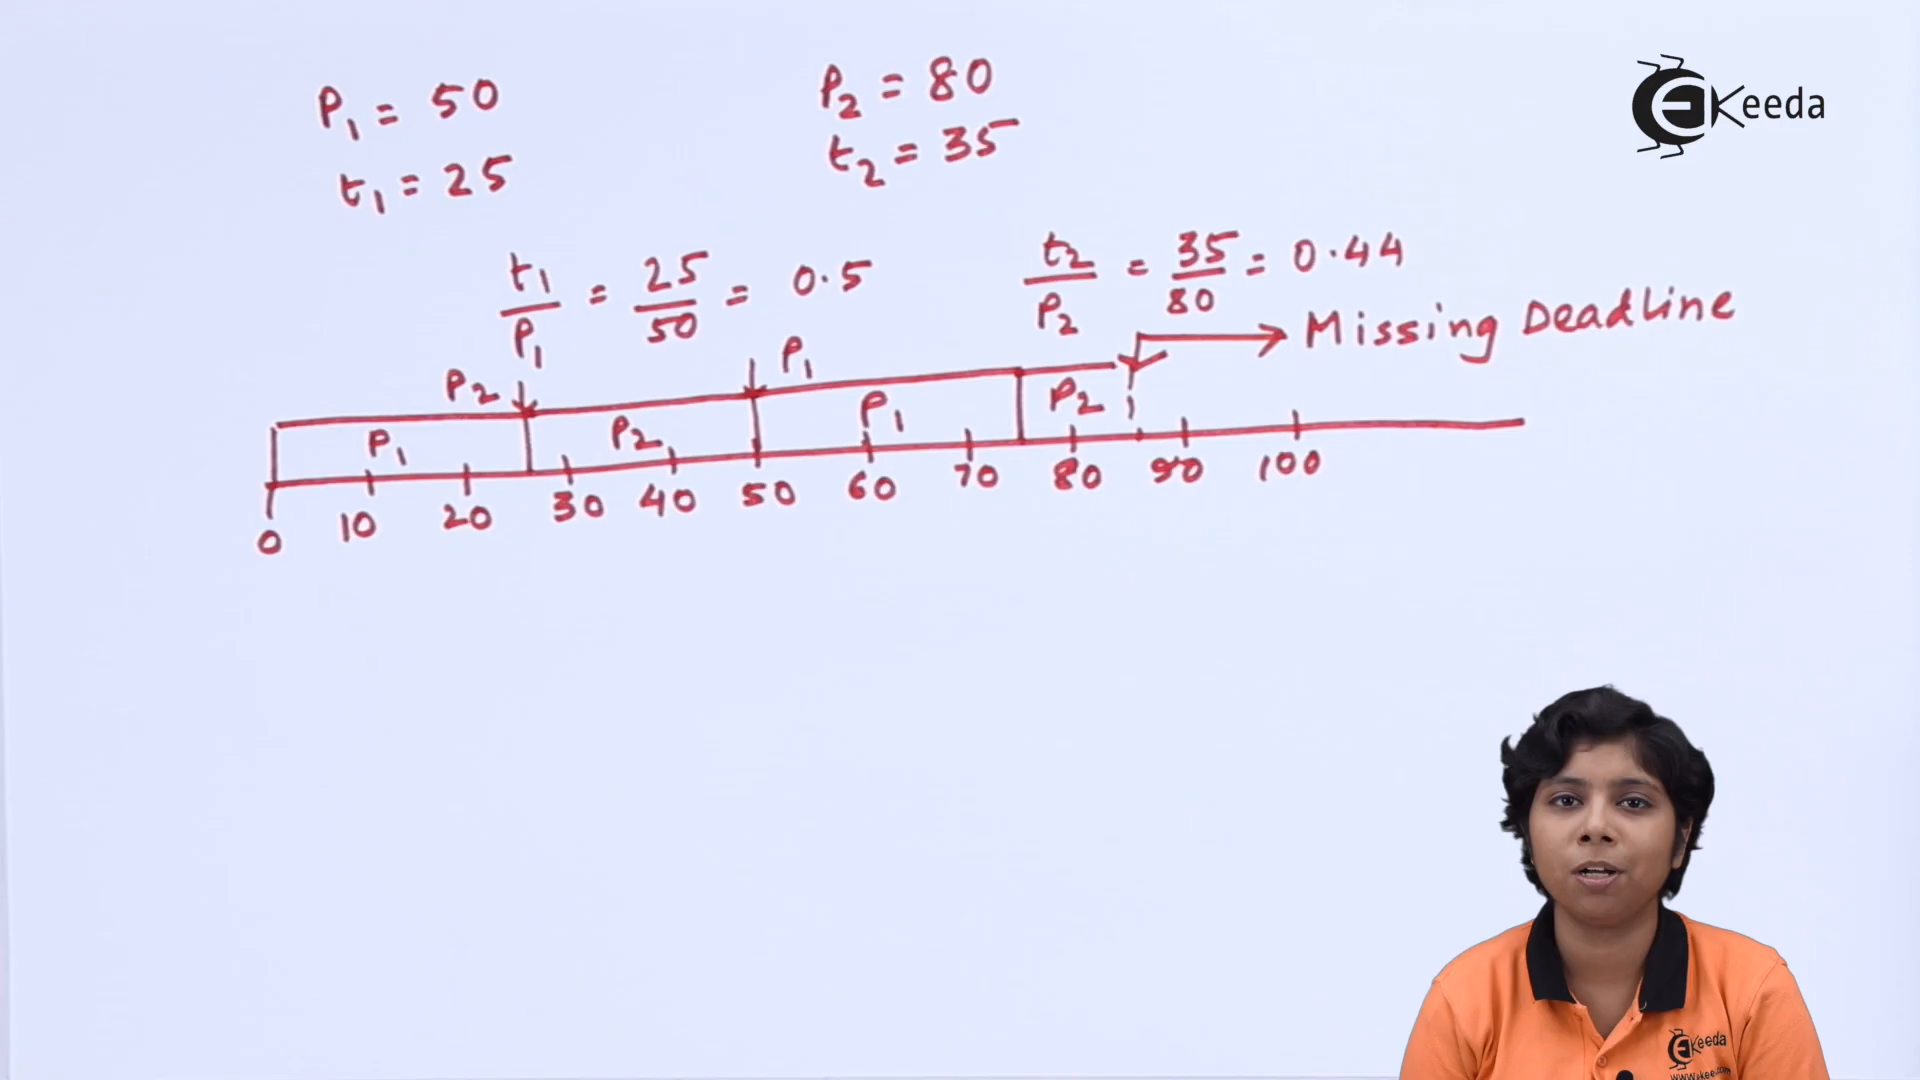 P₁ = 50
t₁ = 25
P₂ = 80
t₂ = 35
Keeda
t₁/P₁ = 25/50 = 0.5
t₂/P₂ = 35/80 = 0.44
Missing Deadline
P₂ P₁
P₁ P₂ P₁ P₂
0 10 20 30 40 50 60 70 80 90 100
Keeda